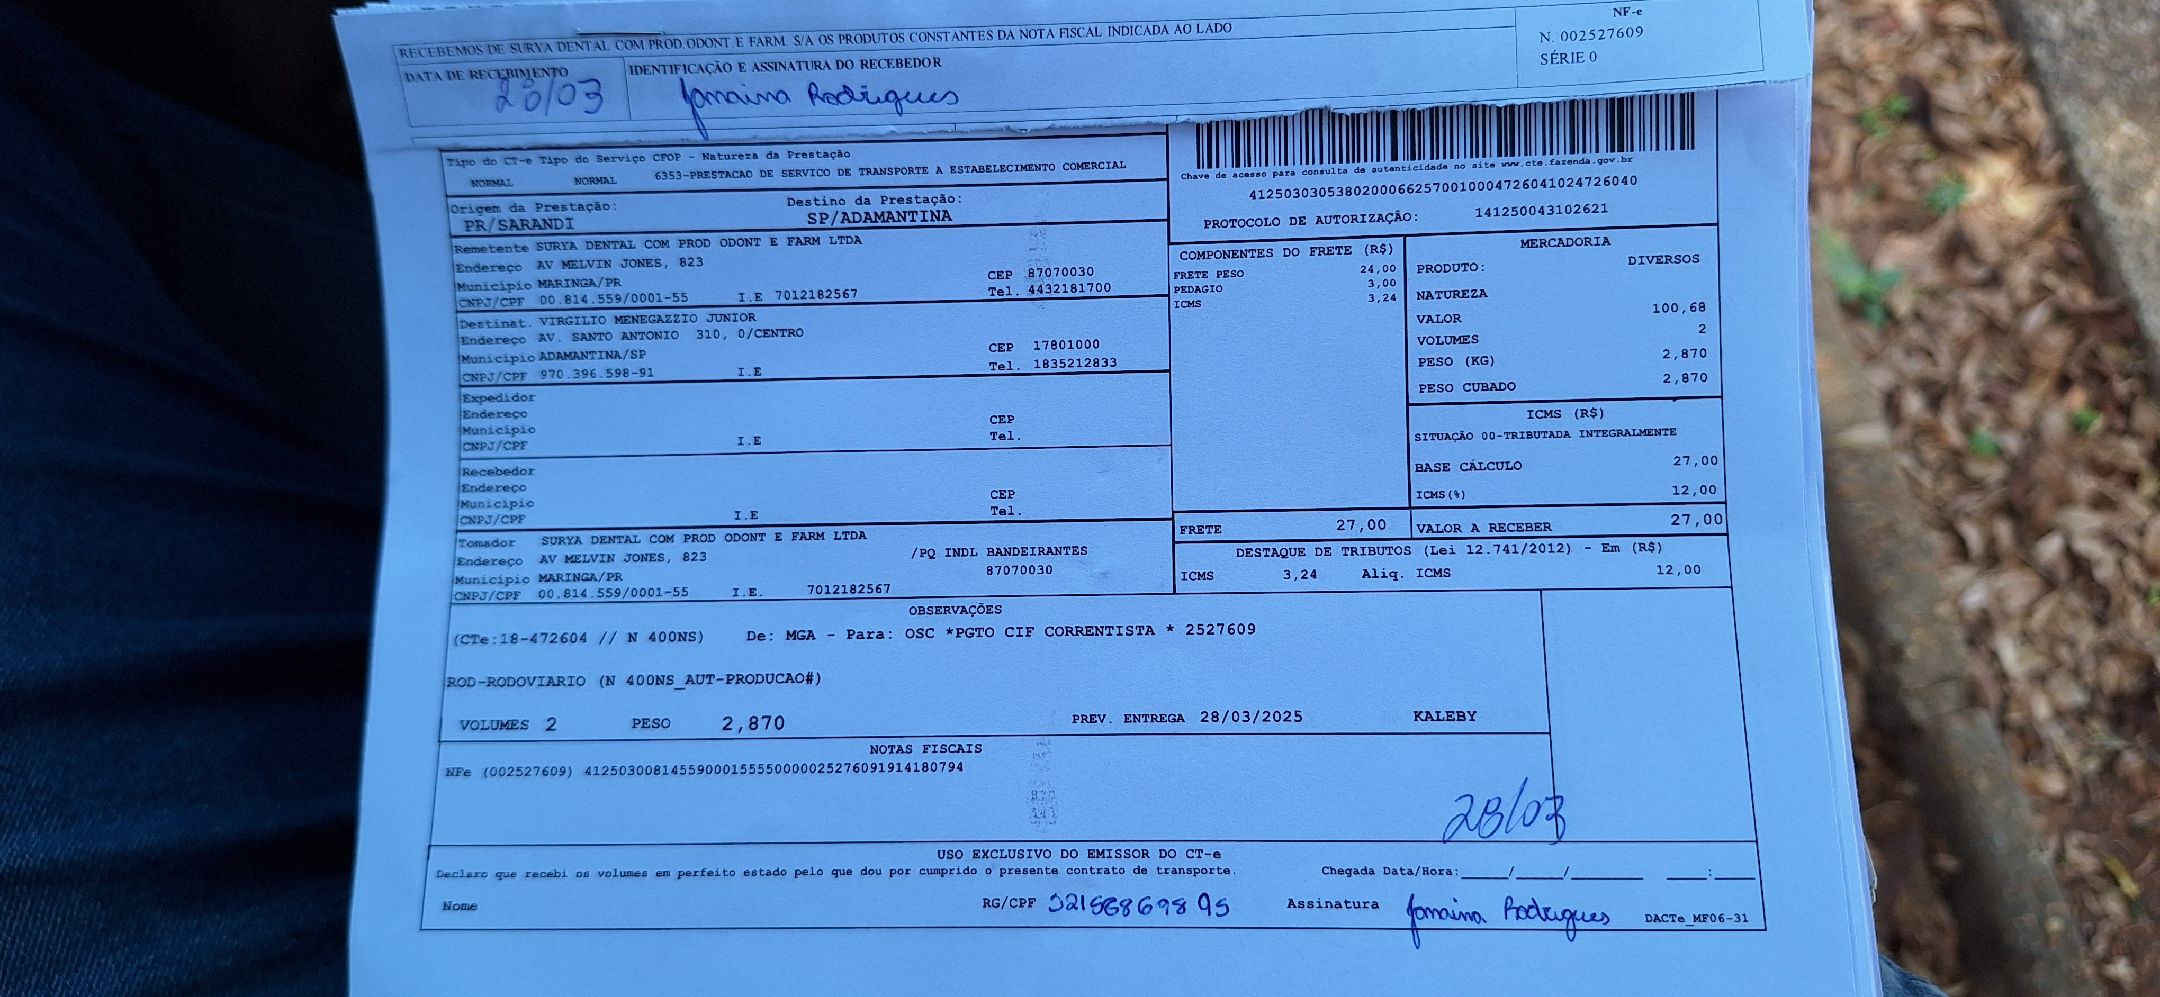 RECEBEMOS DE SURYA DENTAL COM PROD.ODONT.E FARM. S/A OS PRODUTOS CONSTANTES DA NOTA FISCAL INDICADA AO LADO
NF-e
N. 002527609
SÉRIE 0
DATA DE RECEBIMENTO
IDENTIFICAÇÃO E ASSINATURA DO RECEBEDOR
28/03
Janaina Rodrigues
Tipo do CT-e Tipo do Serviço CFOP - Natureza da Prestação
NORMAL NORMAL 6353-PRESTACAO DE SERVICO DE TRANSPORTE A ESTABELECIMENTO COMERCIAL
Chave de acesso para consulta de autenticidade no site www.cte.fazenda.gov.br
41250303053802000662570010004726041024726040
PROTOCOLO DE AUTORIZAÇÃO: 141250043102621
Origem da Prestação: Destino da Prestação:
PR/SARANDI SP/ADAMANTINA
Remetente SURYA DENTAL COM PROD ODONT E FARM LTDA
Endereço AV MELVIN JONES, 823
Município MARINGA/PR CEP 87070030
CNPJ/CPF 00.814.559/0001-55 I.E 7012182567 Tel. 4432181700
Destinat. VIRGILIO MENEGAZZIO JUNIOR
Endereço AV. SANTO ANTONIO 310, 0/CENTRO
Município ADAMANTINA/SP CEP 17801000
CNPJ/CPF 970.396.598-91 I.E Tel. 1835212833
Expedidor
Endereço
Município CEP
CNPJ/CPF I.E Tel.
Recebedor
Endereço
Município CEP
CNPJ/CPF I.E Tel.
Tomador SURYA DENTAL COM PROD ODONT E FARM LTDA
Endereço AV MELVIN JONES, 823 /PQ INDL BANDEIRANTES
Município MARINGA/PR 87070030
CNPJ/CPF 00.814.559/0001-55 I.E. 7012182567
COMPONENTES DO FRETE (R$)
FRETE PESO 24,00
PEDAGIO 3,00
ICMS 3,24
FRETE 27,00
MERCADORIA
PRODUTO: DIVERSOS
NATUREZA
VALOR 100,68
VOLUMES 2
PESO (KG) 2,870
PESO CUBADO 2,870
ICMS (R$)
SITUAÇÃO 00-TRIBUTADA INTEGRALMENTE
BASE CÁLCULO 27,00
ICMS(%) 12,00
VALOR A RECEBER 27,00
DESTAQUE DE TRIBUTOS (Lei 12.741/2012) - Em (R$)
ICMS 3,24 Aliq. ICMS 12,00
OBSERVAÇÕES
(CTe:18-472604 // N 400NS) De: MGA - Para: OSC *PGTO CIF CORRENTISTA * 2527609
ROD-RODOVIARIO (N 400NS_AUT-PRODUCAO#)
VOLUMES 2 PESO 2,870 PREV. ENTREGA 28/03/2025 KALEBY
NOTAS FISCAIS
NFe (002527609) 41250300814559000155550000025276091914180794
28/03
USO EXCLUSIVO DO EMISSOR DO CT-e
Declaro que recebi os volumes em perfeito estado pelo que dou por cumprido o presente contrato de transporte. Chegada Data/Hora:____/____/______ ___:___
Nome RG/CPF Assinatura Janaina Rodrigues DACTe_MF06-31